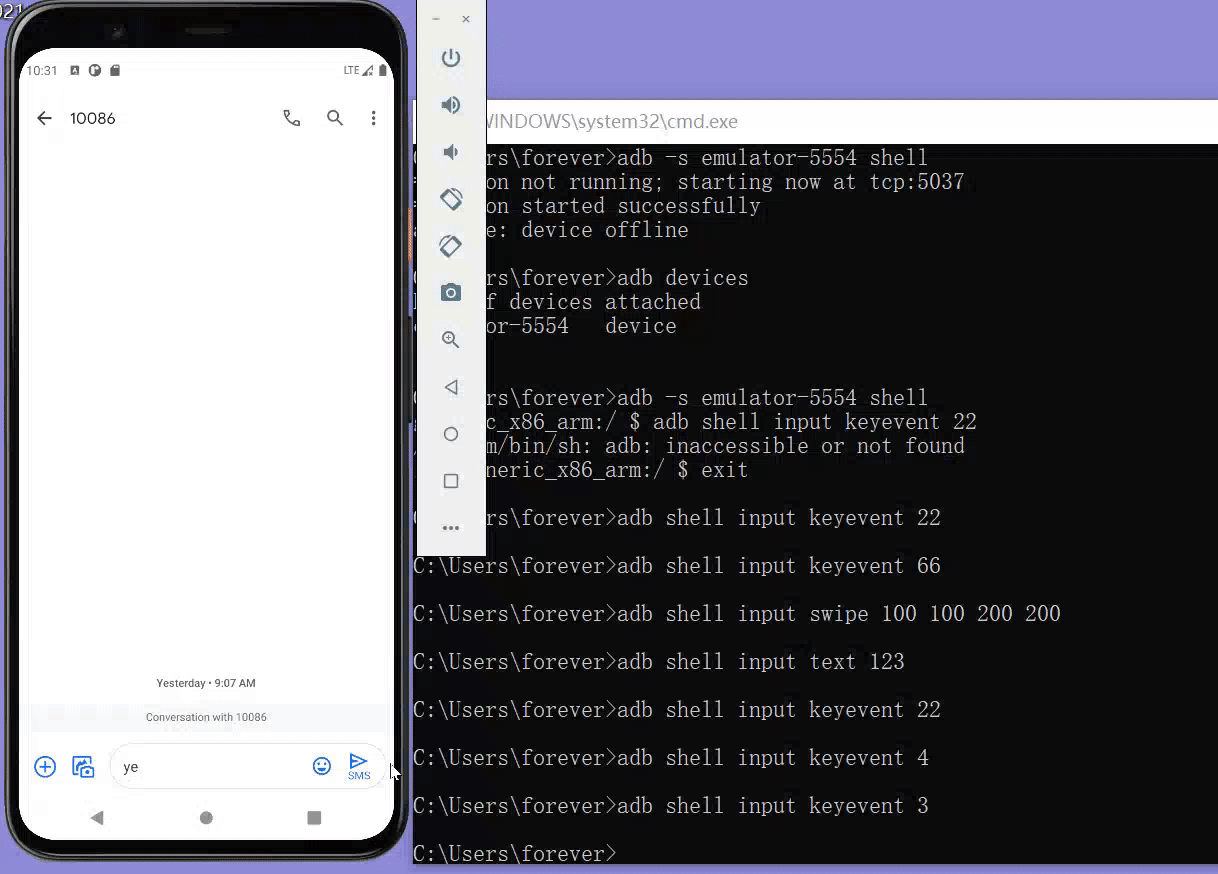 021
10:31
LTE
10086
Yesterday • 9:07 AM
Conversation with 10086
ye
SMS
WINDOWS\system32\cmd.exe
rs\forever>adb -s emulator-5554 shell
on not running; starting now at tcp:5037
on started successfully
e: device offline
rs\forever>adb devices
f devices attached
or-5554 device
rs\forever>adb -s emulator-5554 shell
c_x86_arm:/ $ adb shell input keyevent 22
m/bin/sh: adb: inaccessible or not found
neric_x86_arm:/ $ exit
rs\forever>adb shell input keyevent 22
C:\Users\forever>adb shell input keyevent 66
C:\Users\forever>adb shell input swipe 100 100 200 200
C:\Users\forever>adb shell input text 123
C:\Users\forever>adb shell input keyevent 22
C:\Users\forever>adb shell input keyevent 4
C:\Users\forever>adb shell input keyevent 3
C:\Users\forever>